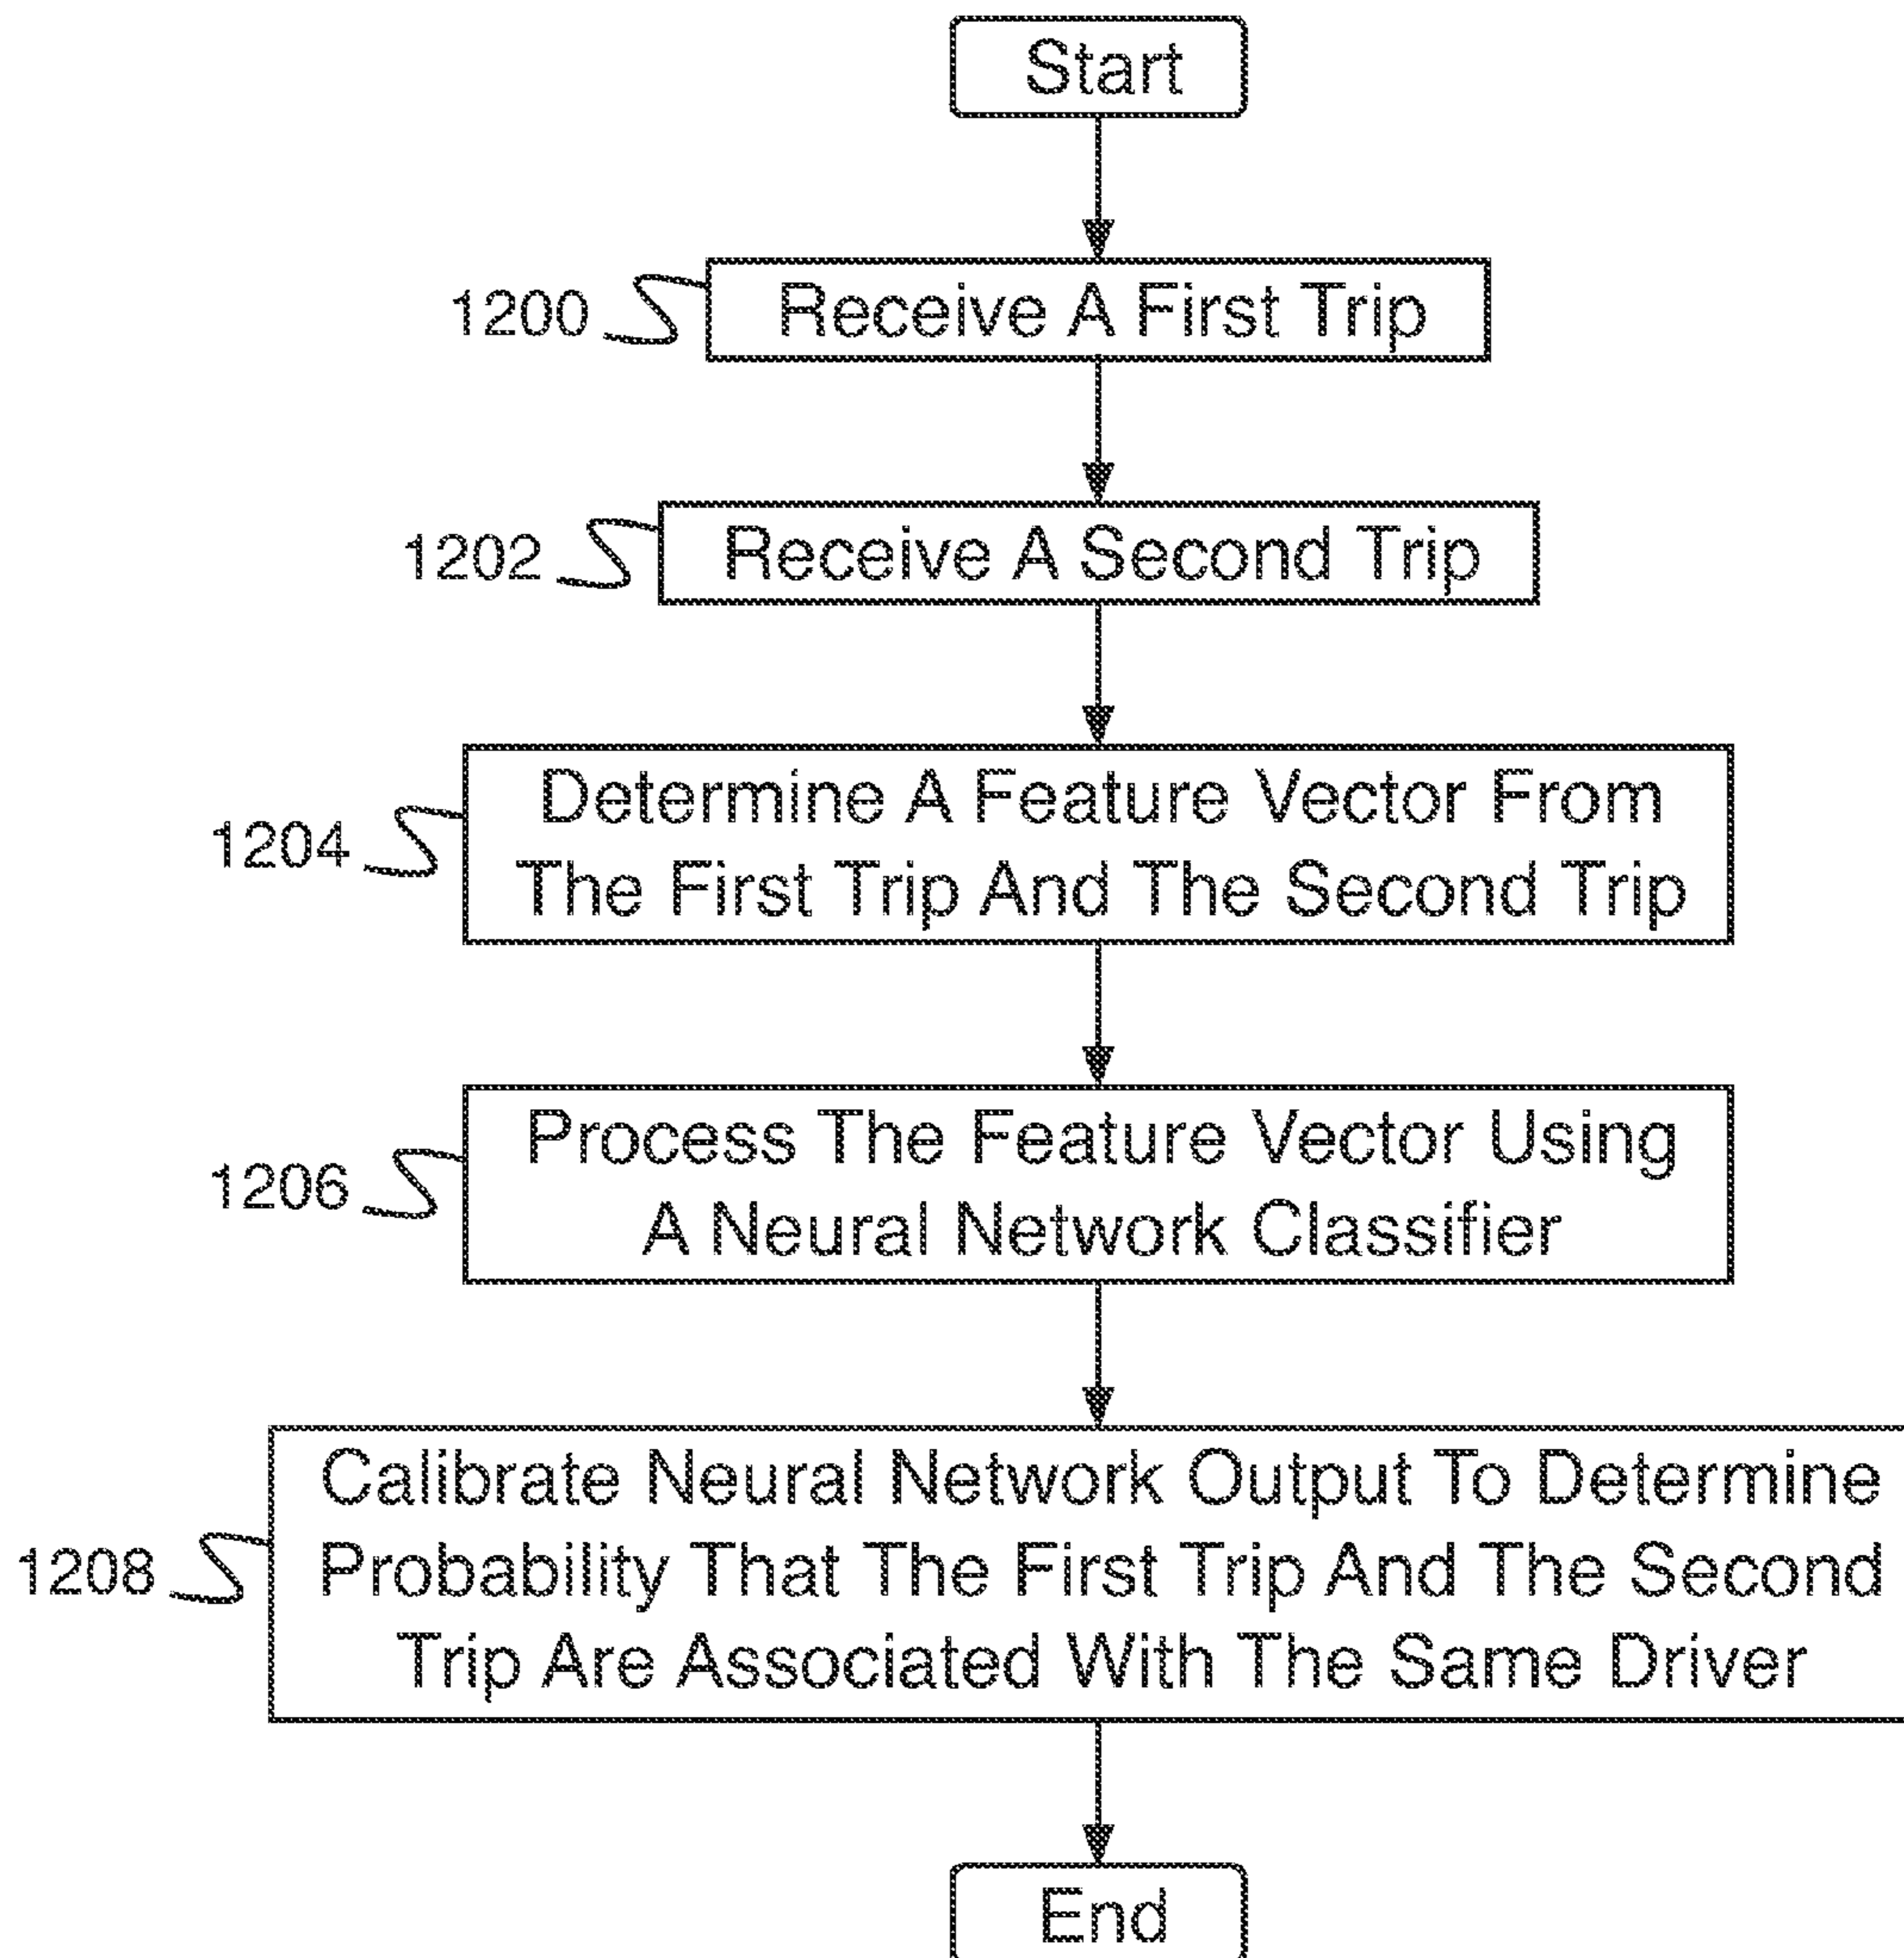 Start
1200
Receive A First Trip
1202
Receive A Second Trip
1204
Determine A Feature Vector From
The First Trip And The Second Trip
1206
Process The Feature Vector Using
A Neural Network Classifier
1208
Calibrate Neural Network Output To Determine
Probability That The First Trip And The Second
Trip Are Associated With The Same Driver
End